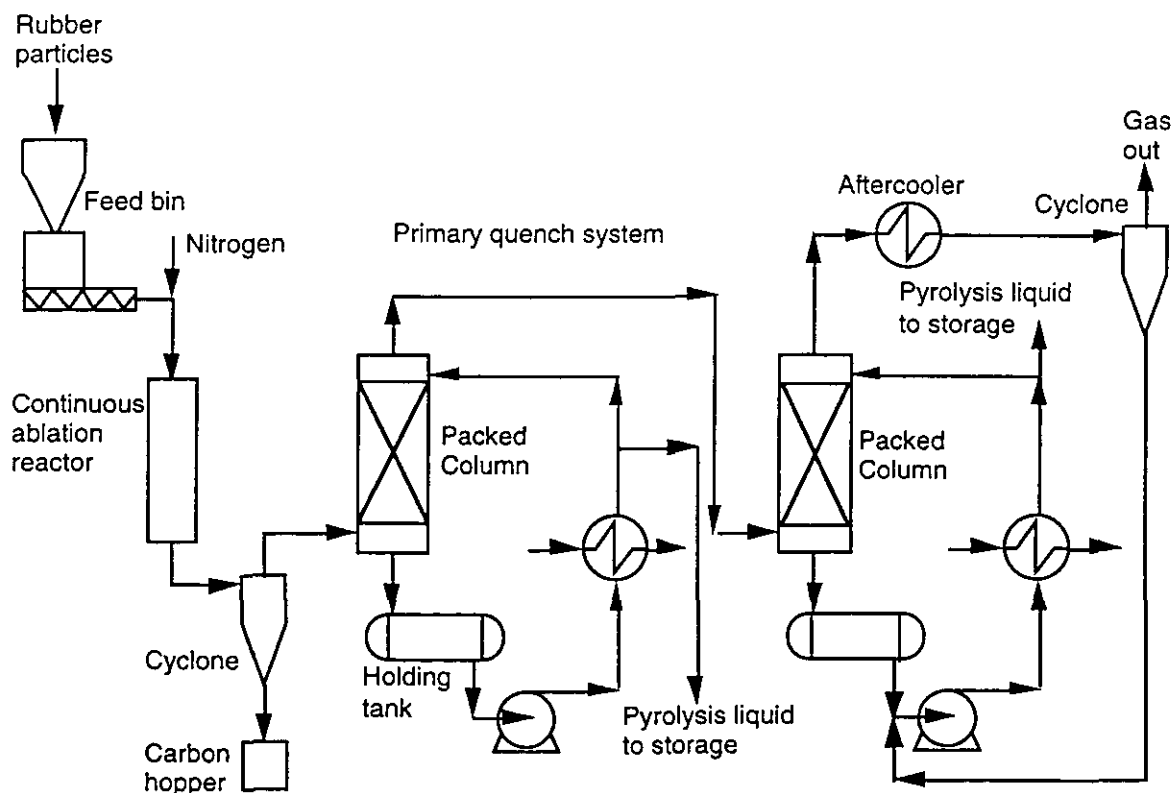 Rubber
particles
Feed bin
Nitrogen
Continuous
ablation
reactor
Cyclone
Carbon
hopper
Primary quench system
Packed
Column
Holding
tank
Pyrolysis liquid
to storage
Aftercooler
Cyclone
Gas
out
Pyrolysis liquid
to storage
Packed
Column